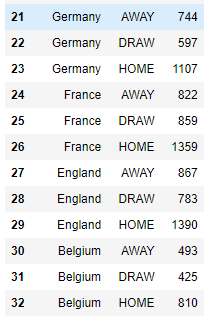 21 Germany AWAY 744
22 Germany DRAW 597
23 Germany HOME 1107
24 France AWAY 822
25 France DRAW 859
26 France HOME 1359
27 England AWAY 867
28 England DRAW 783
29 England HOME 1390
30 Belgium AWAY 493
31 Belgium DRAW 425
32 Belgium HOME 810